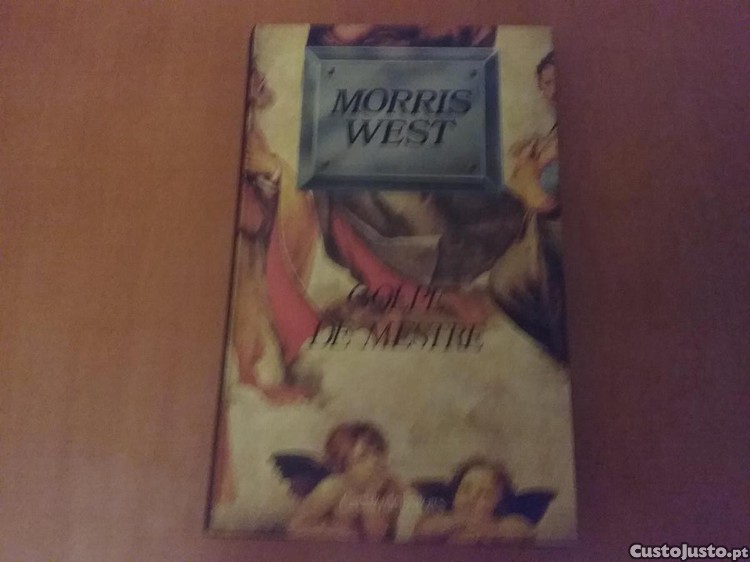 MORRIS
WEST
GOLPE
DE MESTRE
CustoJusto.pt